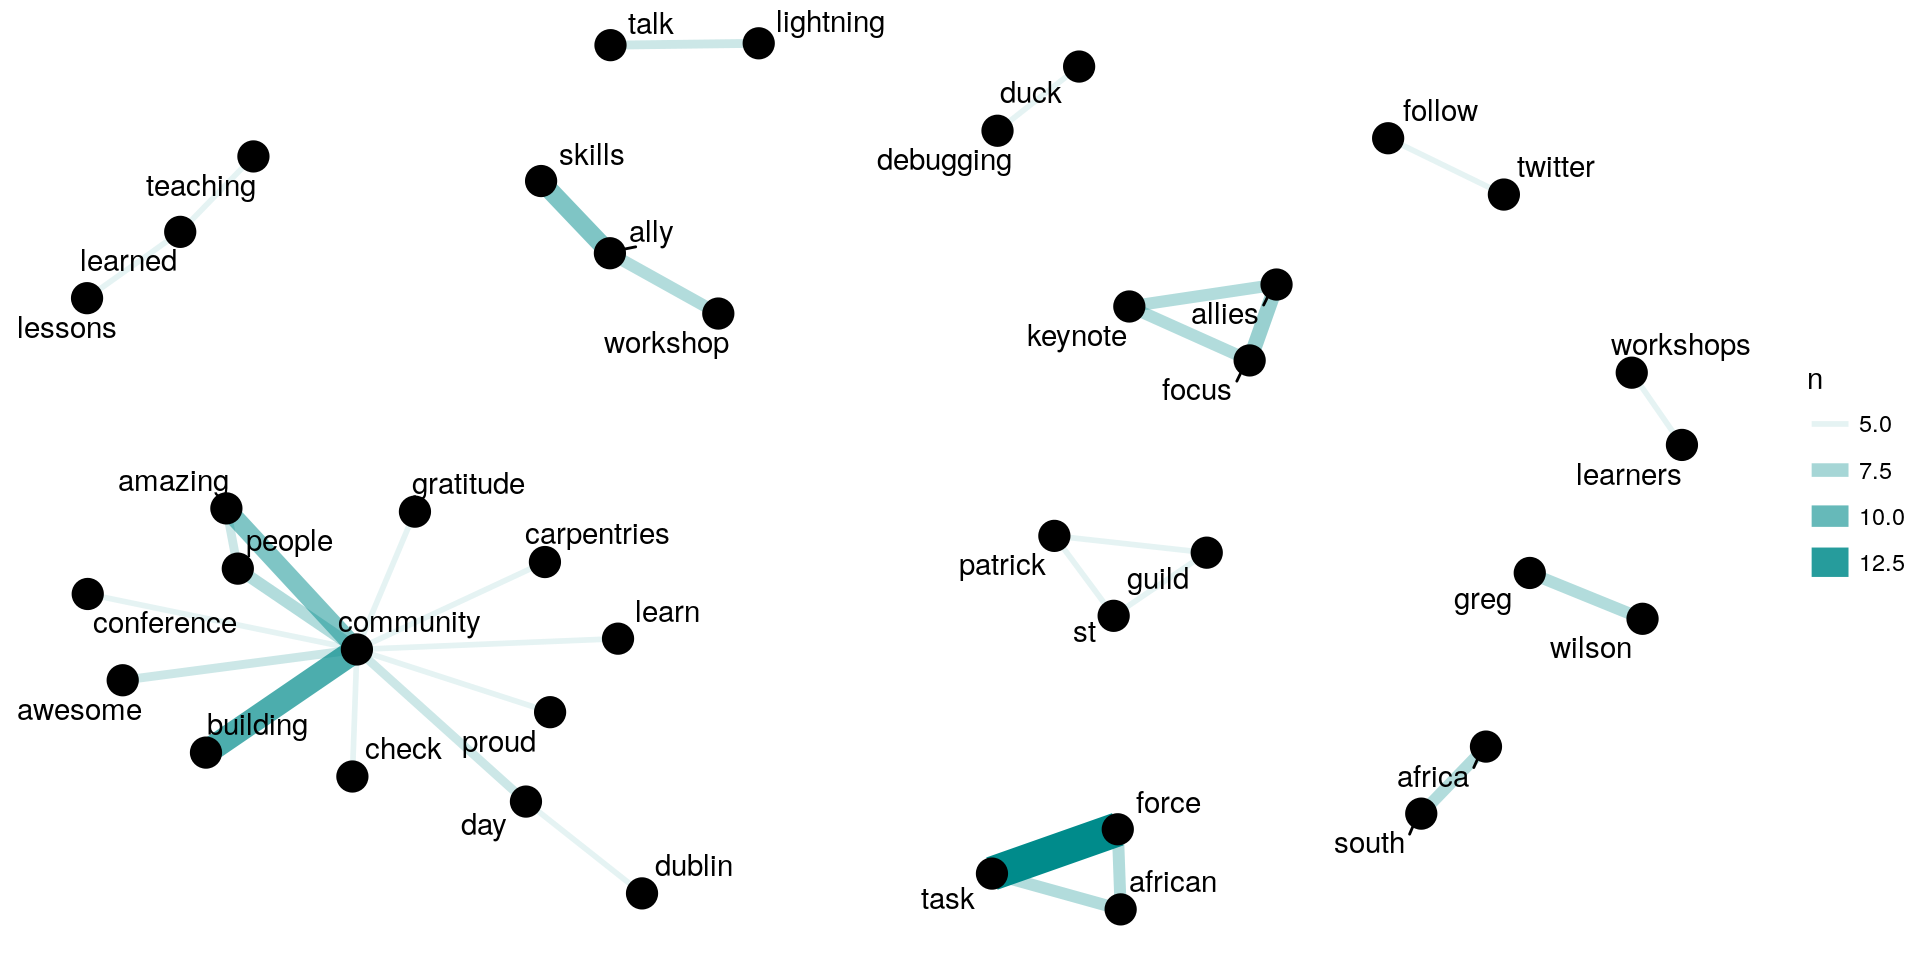 talk
lightning
duck
debugging
follow
twitter
skills
teaching
ally
learned
lessons
workshop
allies
keynote
focus
workshops
learners
n
5.0
7.5
10.0
12.5
amazing
gratitude
people
carpentries
conference
community
learn
awesome
building
check
proud
day
dublin
patrick
guild
st
greg
wilson
africa
south
force
task
african